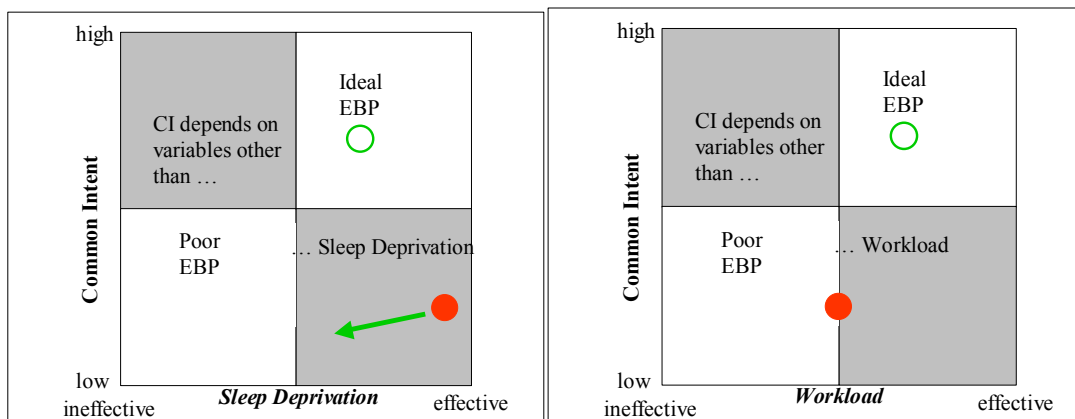 high
Common Intent
Ideal
EBP
CI depends on
variables other
than …
Poor
EBP
… Sleep Deprivation
low
ineffective
Sleep Deprivation
effective
high
Common Intent
Ideal
EBP
CI depends on
variables other
than …
Poor
EBP
… Workload
low
ineffective
Workload
effective